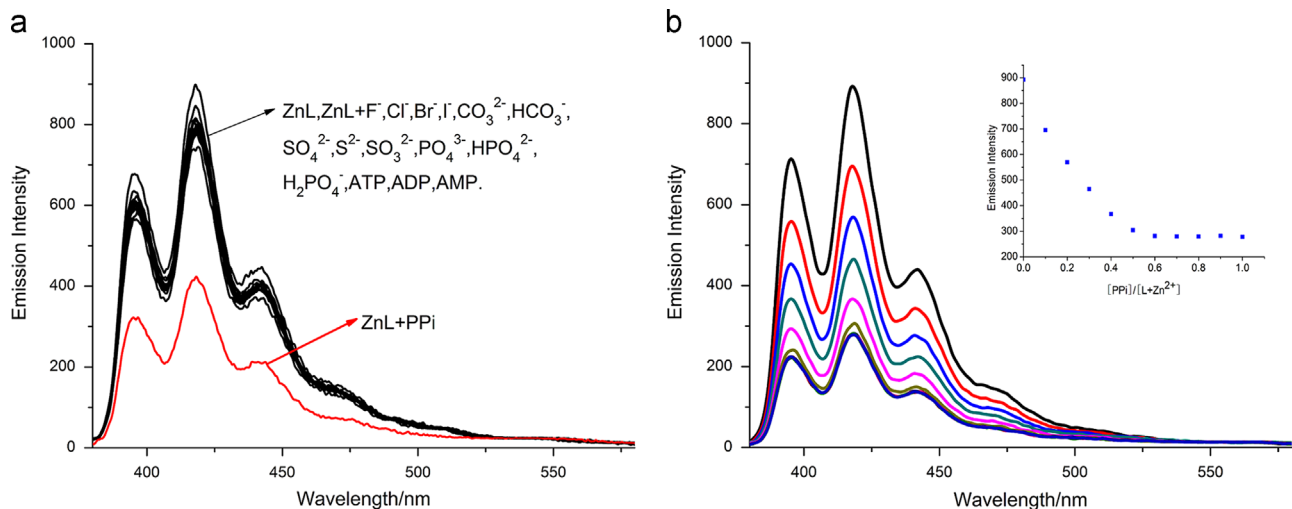 a
1000
800
600
400
200
0
400
450
500
550
Emission Intensity
Wavelength/nm
ZnL,ZnL+F⁻,Cl⁻,Br⁻,I⁻,CO₃²⁻,HCO₃⁻,
SO₄²⁻,S²⁻,SO₃²⁻,PO₄³⁻,HPO₄²⁻,
H₂PO₄⁻,ATP,ADP,AMP.
ZnL+PPi
b
1000
800
600
400
200
0
400
450
500
550
Emission Intensity
Wavelength/nm
900
800
700
600
500
400
300
200
0.0
0.2
0.4
0.6
0.8
1.0
Emission Intensity
[PPi]/[L+Zn²⁺]